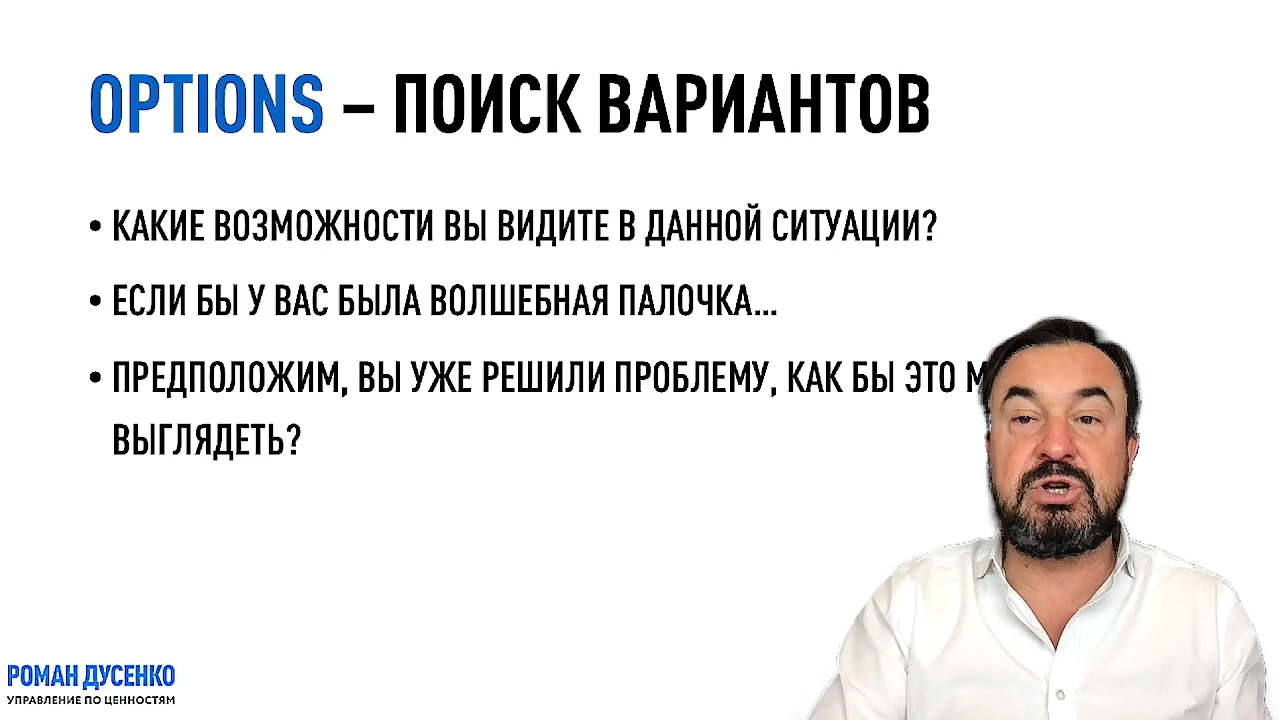 OPTIONS – ПОИСК ВАРИАНТОВ
• КАКИЕ ВОЗМОЖНОСТИ ВЫ ВИДИТЕ В ДАННОЙ СИТУАЦИИ?
• ЕСЛИ БЫ У ВАС БЫЛА ВОЛШЕБНАЯ ПАЛОЧКА...
• ПРЕДПОЛОЖИМ, ВЫ УЖЕ РЕШИЛИ ПРОБЛЕМУ, КАК БЫ ЭТО
ВЫГЛЯДЕТЬ?
РОМАН ДУСЕНКО
УПРАВЛЕНИЕ ПО ЦЕННОСТЯМ